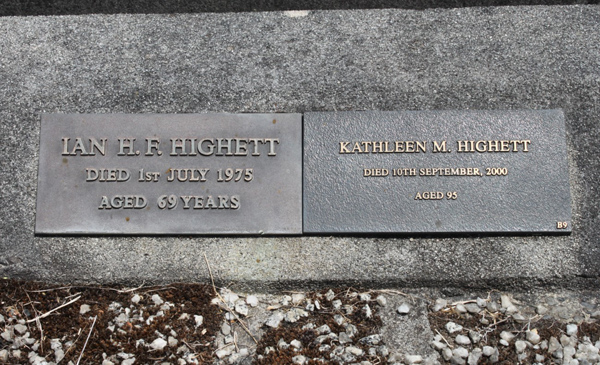 IAN H. F. HIGHETT
DIED 1ST JULY 1975
AGED 69 YEARS
KATHLEEN M. HIGHETT
DIED 10TH SEPTEMBER, 2000
AGED 95
B9